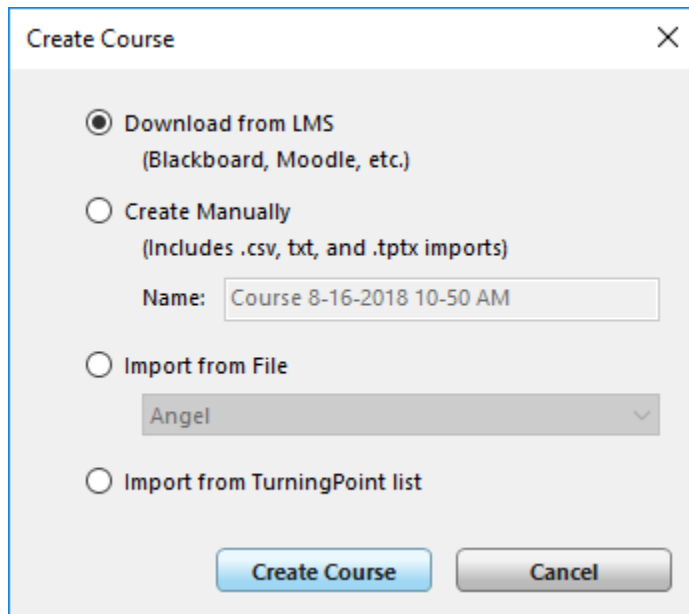 Create Course
Download from LMS
(Blackboard, Moodle, etc.)
Create Manually
(Includes .csv, txt, and .tptx imports)
Name: Course 8-16-2018 10-50 AM
Import from File
Angel
Import from TurningPoint list
Create Course Cancel